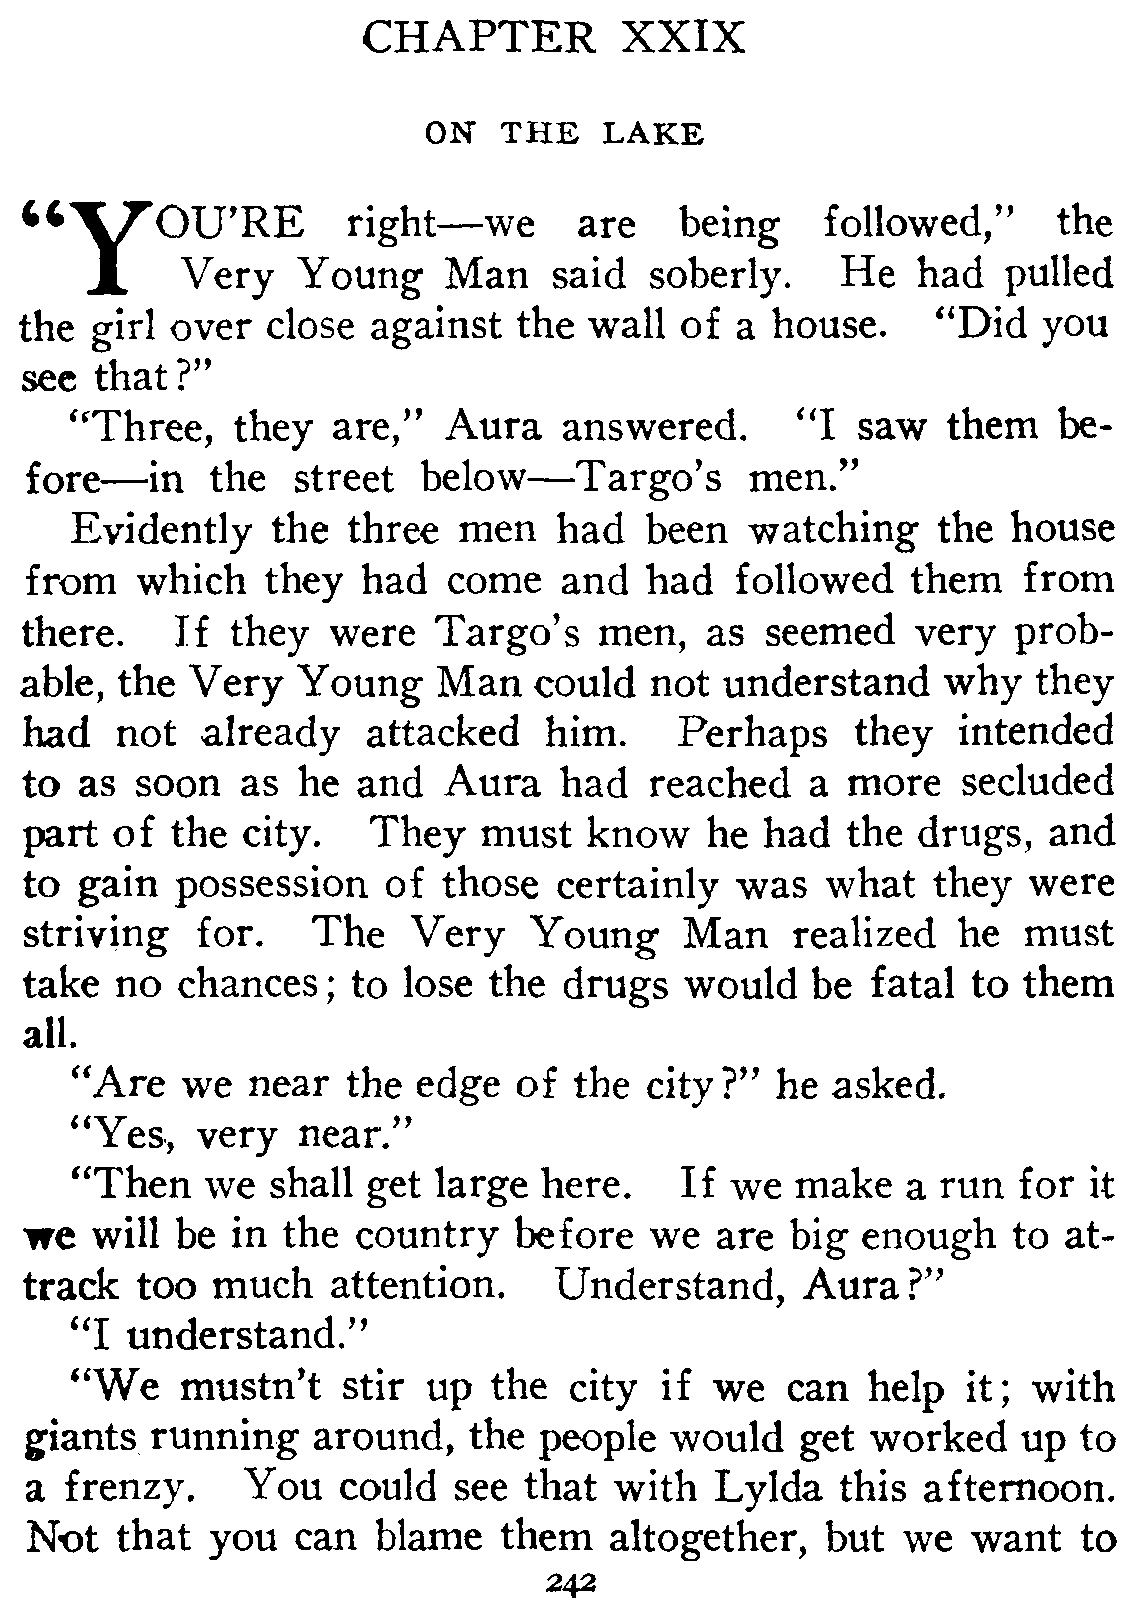 CHAPTER XXIX
ON THE LAKE
“YOU’RE right—we are being followed,” the
Very Young Man said soberly. He had pulled
the girl over close against the wall of a house. “Did you
see that?”
“Three, they are,” Aura answered. “I saw them be-
fore—in the street below—Targo’s men.”
Evidently the three men had been watching the house
from which they had come and had followed them from
there. If they were Targo’s men, as seemed very prob-
able, the Very Young Man could not understand why they
had not already attacked him. Perhaps they intended
to as soon as he and Aura had reached a more secluded
part of the city. They must know he had the drugs, and
to gain possession of those certainly was what they were
striving for. The Very Young Man realized he must
take no chances; to lose the drugs would be fatal to them
all.
“Are we near the edge of the city?” he asked.
“Yes, very near.”
“Then we shall get large here. If we make a run for it
we will be in the country before we are big enough to at-
track too much attention. Understand, Aura?”
“I understand.”
“We mustn’t stir up the city if we can help it; with
giants running around, the people would get worked up to
a frenzy. You could see that with Lylda this afternoon.
Not that you can blame them altogether, but we want to
242